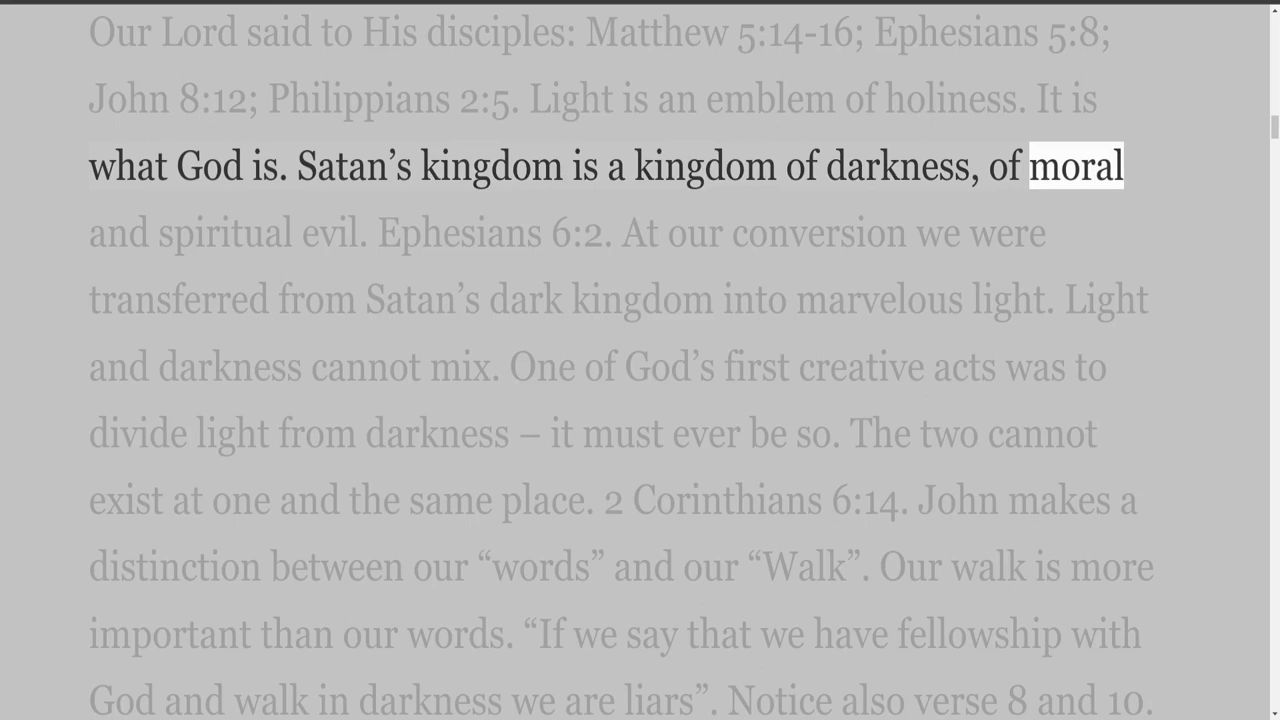 Our Lord said to His disciples: Matthew 5:14-16; Ephesians 5:8;
John 8:12; Philippians 2:5. Light is an emblem of holiness. It is
what God is. Satan’s kingdom is a kingdom of darkness, of moral
and spiritual evil. Ephesians 6:2. At our conversion we were
transferred from Satan’s dark kingdom into marvelous light. Light
and darkness cannot mix. One of God’s first creative acts was to
divide light from darkness – it must ever be so. The two cannot
exist at one and the same place. 2 Corinthians 6:14. John makes a
distinction between our “words” and our “Walk”. Our walk is more
important than our words. “If we say that we have fellowship with
God and walk in darkness we are liars”. Notice also verse 8 and 10.